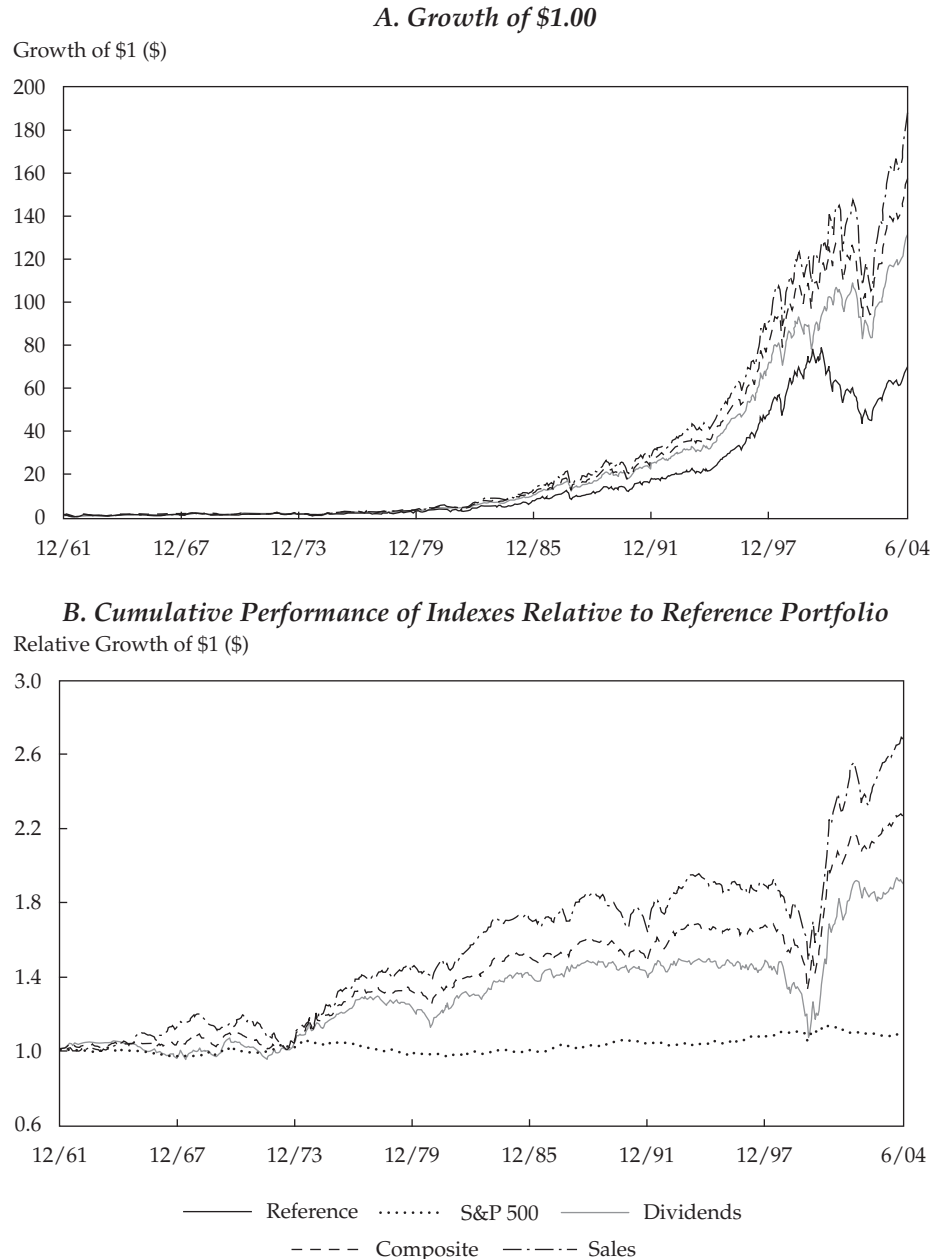 A. Growth of $1.00
Growth of $1 ($)
200
180
160
140
120
100
80
60
40
20
0
12/61 12/67 12/73 12/79 12/85 12/91 12/97 6/04
B. Cumulative Performance of Indexes Relative to Reference Portfolio
Relative Growth of $1 ($)
3.0
2.6
2.2
1.8
1.4
1.0
0.6
12/61 12/67 12/73 12/79 12/85 12/91 12/97 6/04
Reference S&P 500 Dividends
Composite Sales